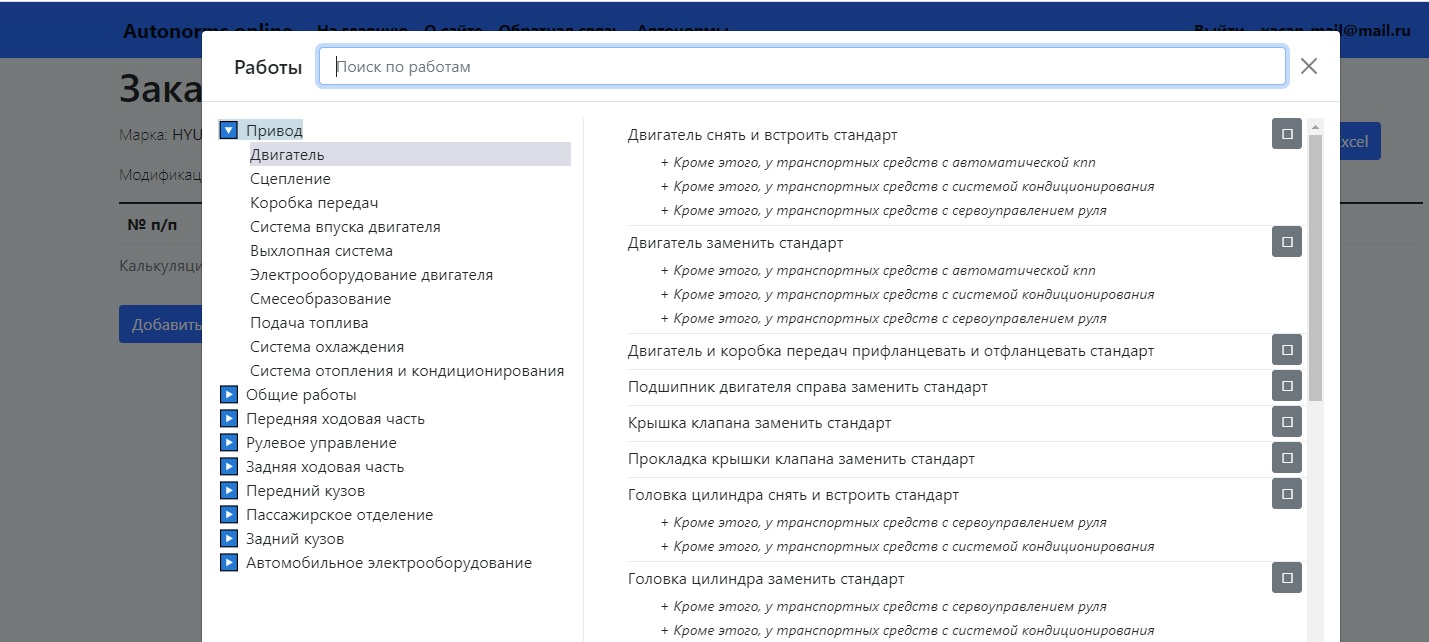 Autonorms online На главную О сайте Обратная связь Автонормы Выйти
Работы Поиск по работам
Зака
Марка: HYU
Модификац
№ п/п
Калькуляци
Добавить
xcel
Привод
Двигатель
Сцепление
Коробка передач
Система впуска двигателя
Выхлопная система
Электрооборудование двигателя
Смесеобразование
Подача топлива
Система охлаждения
Система отопления и кондиционирования
Общие работы
Передняя ходовая часть
Рулевое управление
Задняя ходовая часть
Передний кузов
Пассажирское отделение
Задний кузов
Автомобильное электрооборудование
Двигатель снять и встроить стандарт
+ Кроме этого, у транспортных средств с автоматической кпп
+ Кроме этого, у транспортных средств с системой кондиционирования
+ Кроме этого, у транспортных средств с сервоуправлением руля
Двигатель заменить стандарт
+ Кроме этого, у транспортных средств с автоматической кпп
+ Кроме этого, у транспортных средств с системой кондиционирования
+ Кроме этого, у транспортных средств с сервоуправлением руля
Двигатель и коробка передач прифланцевать и отфланцевать стандарт
Подшипник двигателя справа заменить стандарт
Крышка клапана заменить стандарт
Прокладка крышки клапана заменить стандарт
Головка цилиндра снять и встроить стандарт
+ Кроме этого, у транспортных средств с сервоуправлением руля
+ Кроме этого, у транспортных средств с системой кондиционирования
Головка цилиндра заменить стандарт
+ Кроме этого, у транспортных средств с сервоуправлением руля
+ Кроме этого, у транспортных средств с системой кондиционирования